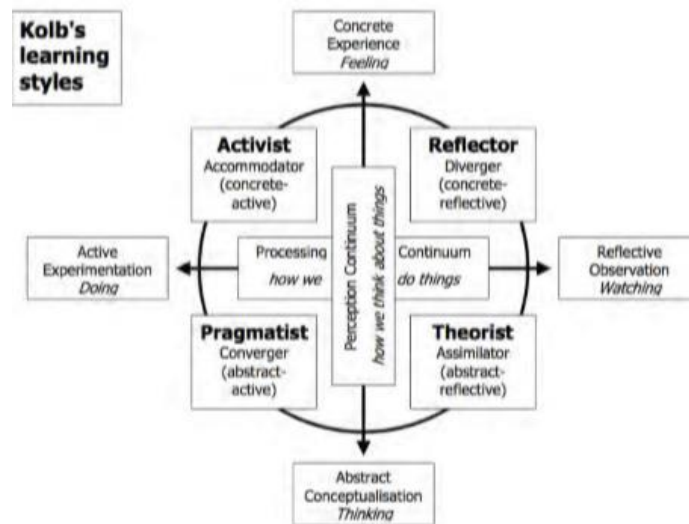 Kolb's
learning
styles
Concrete
Experience
Feeling
Activist
Accommodator
(concrete-
active)
Reflector
Diverger
(concrete-
reflective)
Active
Experimentation
Doing
Processing
how we
Perception Continuum
how we think about things
Continuum
do things
Reflective
Observation
Watching
Pragmatist
Converger
(abstract-
active)
Theorist
Assimilator
(abstract-
reflective)
Abstract
Conceptualisation
Thinking